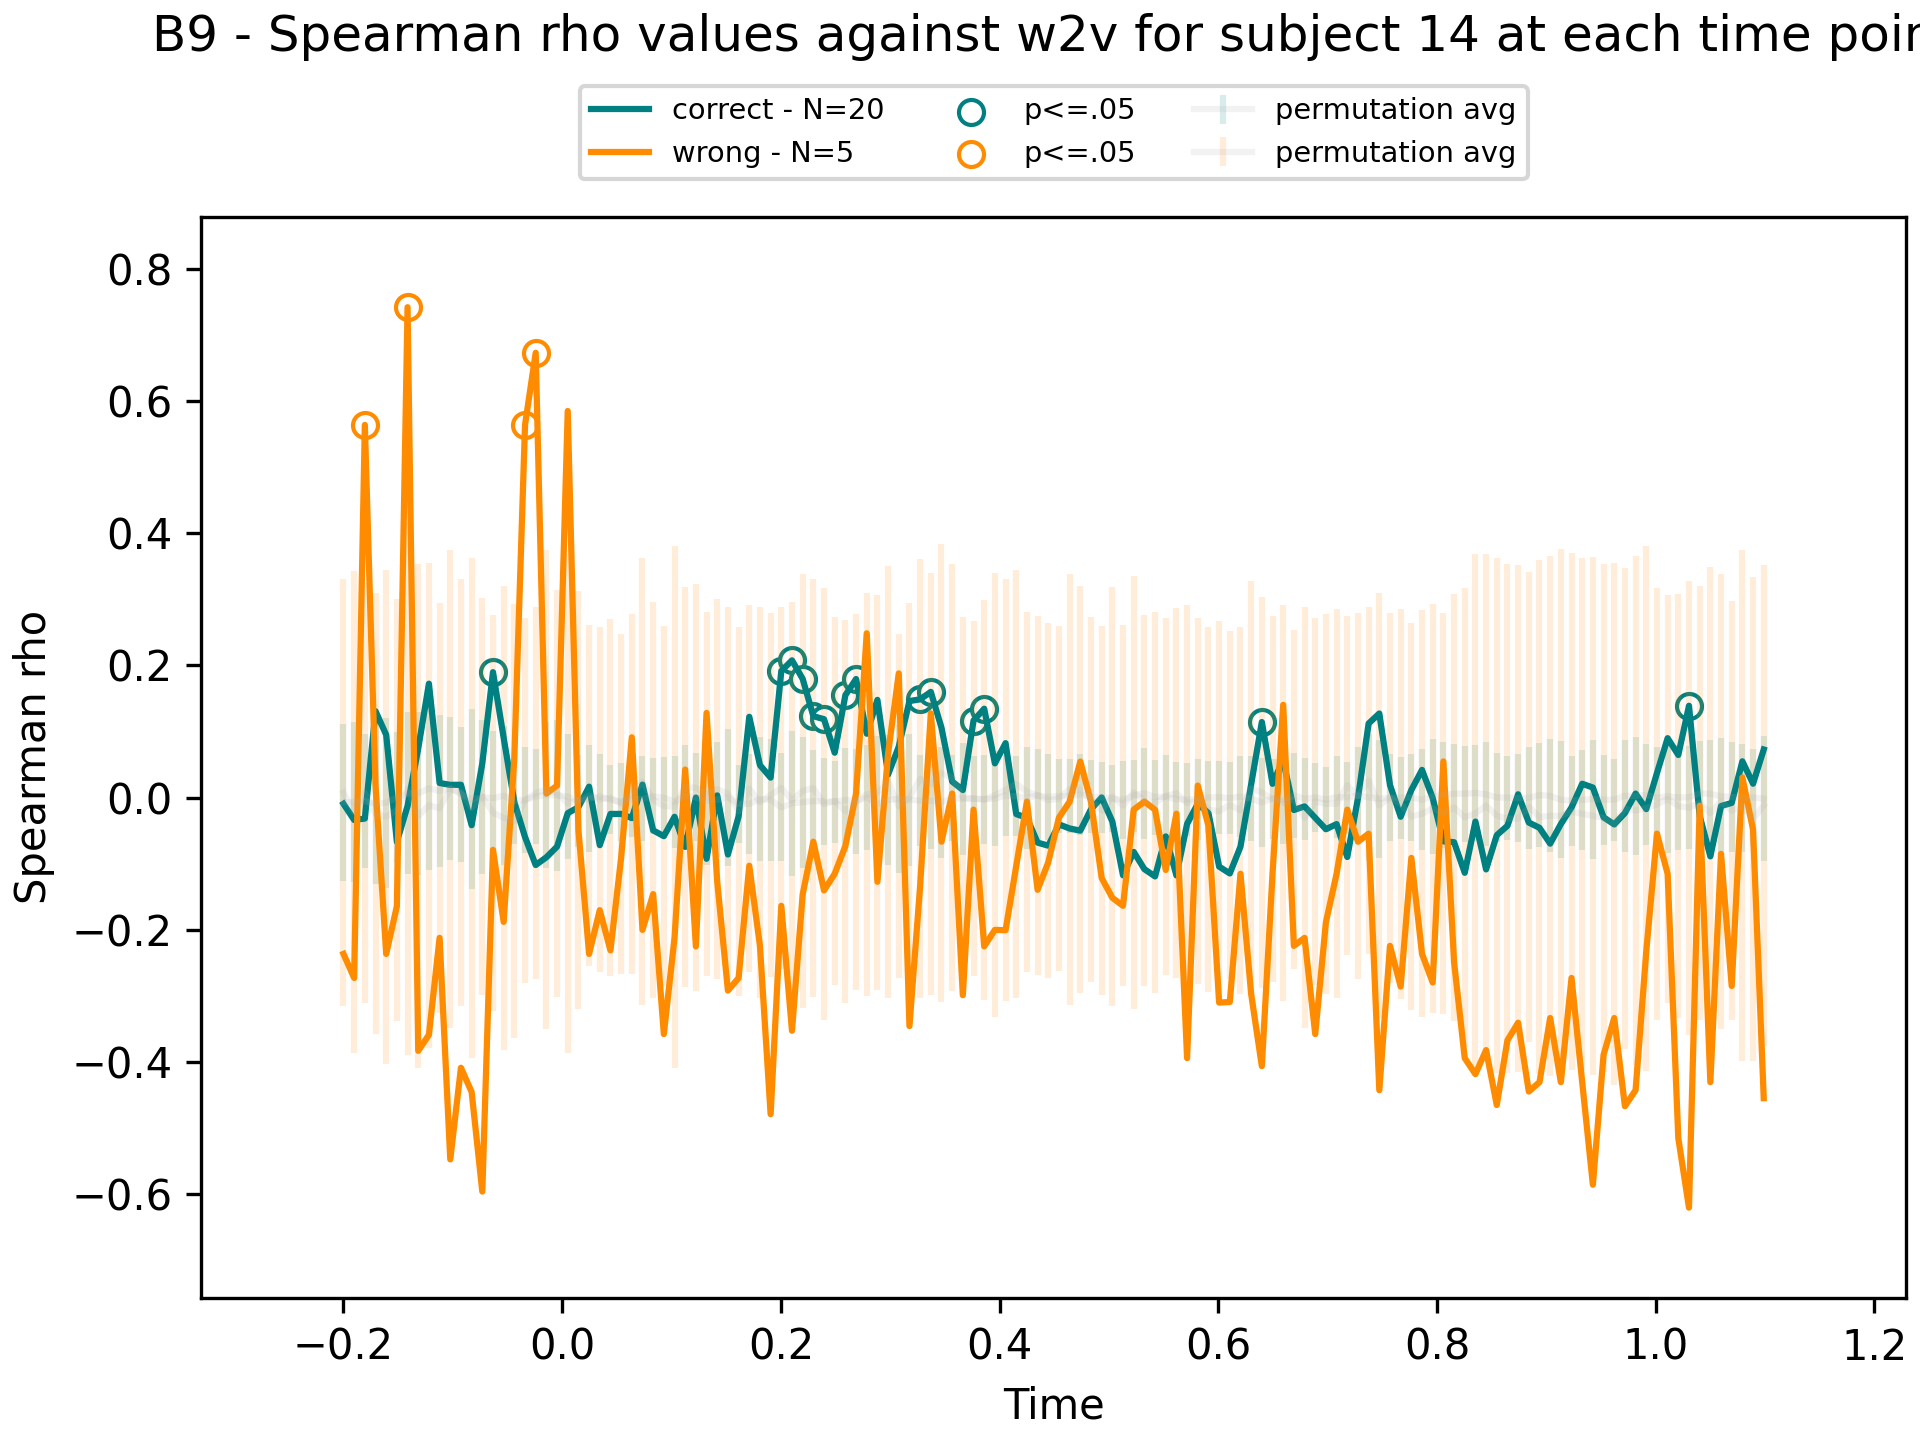 B9 - Spearman rho values against w2v for subject 14 at each time poin
correct - N=20 p<=.05 permutation avg
wrong - N=5 p<=.05 permutation avg
0.8
0.6
0.4
0.2
0.0
−0.2
−0.4
−0.6
Spearman rho
−0.2 0.0 0.2 0.4 0.6 0.8 1.0 1.2
Time